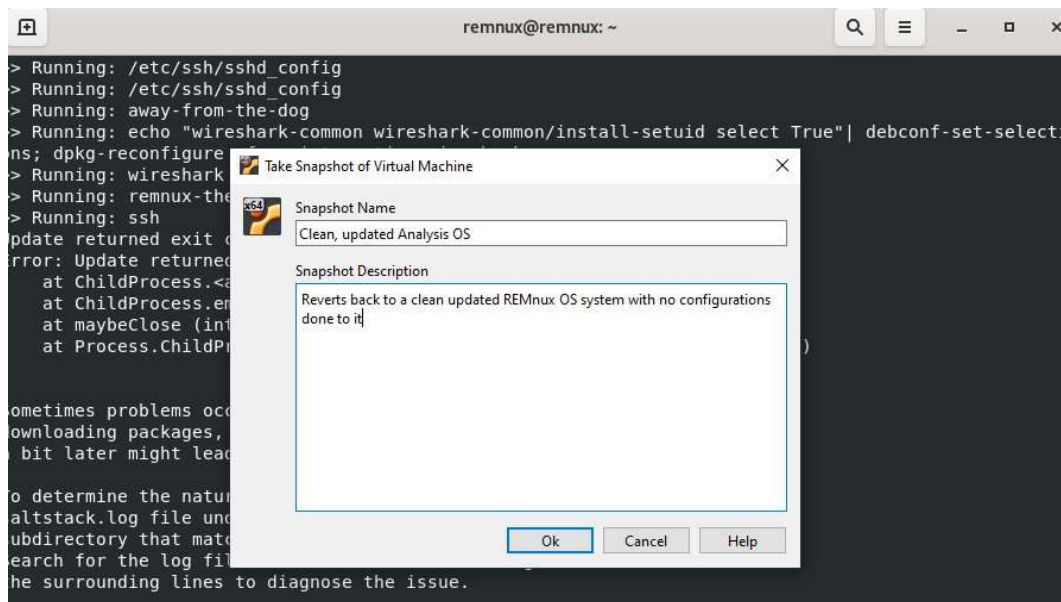 remnux@remnux: ~
> Running: /etc/ssh/sshd_config
> Running: /etc/ssh/sshd_config
> Running: away-from-the-dog
> Running: echo "wireshark-common wireshark-common/install-setuid select True"| debconf-set-selecti
ons; dpkg-reconfigure
> Running: wireshark
> Running: remnux-the
> Running: ssh
pdate returned exit
rror: Update returned
at ChildProcess.<a
at ChildProcess.em
at maybeClose (int
at Process.ChildPr
)
ometimes problems occ
ownloading packages,
bit later might lead
o determine the natur
altstack.log file und
ubdirectory that matc
earch for the log fil
he surrounding lines to diagnose the issue.
Take Snapshot of Virtual Machine
x64
Snapshot Name
Clean, updated Analysis OS
Snapshot Description
Reverts back to a clean updated REMnux OS system with no configurations
done to it
Ok
Cancel
Help